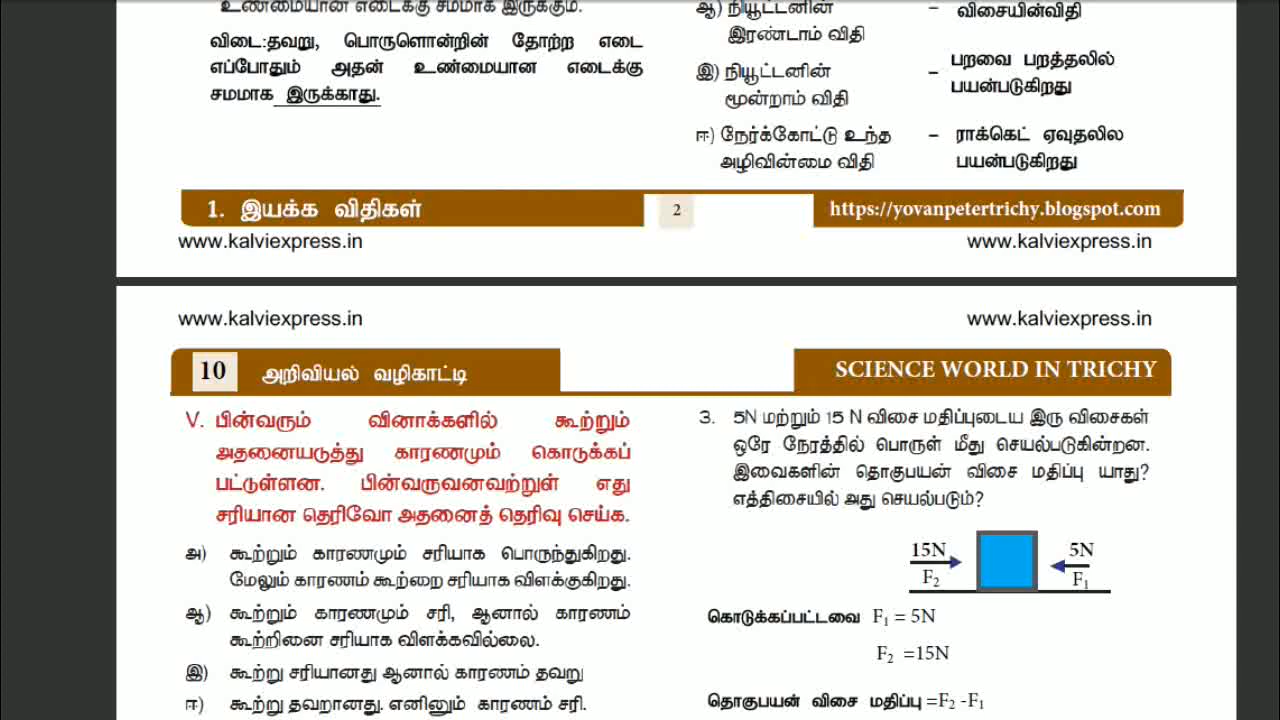 உண்மையான எடைக்கு சமமாக இருக்கும்.
விடை:தவறு, பொருளொன்றின் தோற்ற எடை
எப்போதும் அதன் உண்மையான எடைக்கு
சமமாக இருக்காது.
ஆ) நியூட்டனின் – விசையின்விதி
இரண்டாம் விதி
இ) நியூட்டனின் – பறவை பறத்தலில்
மூன்றாம் விதி பயன்படுகிறது
ஈ) நேர்க்கோட்டு உந்த – ராக்கெட் ஏவுதலில
அழிவின்மை விதி பயன்படுகிறது
1. இயக்க விதிகள் 2 https://yovanpetertrichy.blogspot.com
www.kalviexpress.in www.kalviexpress.in
www.kalviexpress.in www.kalviexpress.in
10 அறிவியல் வழிகாட்டி SCIENCE WORLD IN TRICHY
V. பின்வரும் வினாக்களில் கூற்றும்
அதனையடுத்து காரணமும் கொடுக்கப்
பட்டுள்ளன. பின்வருவனவற்றுள் எது
சரியான தெரிவோ அதனைத் தெரிவு செய்க.
அ) கூற்றும் காரணமும் சரியாக பொருந்துகிறது.
மேலும் காரணம் கூற்றை சரியாக விளக்குகிறது.
ஆ) கூற்றும் காரணமும் சரி, ஆனால் காரணம்
கூற்றினை சரியாக விளக்கவில்லை.
இ) கூற்று சரியானது ஆனால் காரணம் தவறு
ஈ) கூற்று தவறானது. எனினும் காரணம் சரி.
3. 5N மற்றும் 15 N விசை மதிப்புடைய இரு விசைகள்
ஒரே நேரத்தில் பொருள் மீது செயல்படுகின்றன.
இவைகளின் தொகுபயன் விசை மதிப்பு யாது?
எத்திசையில் அது செயல்படும்?
15N 5N
F₂ F₁
கொடுக்கப்பட்டவை F₁ = 5N
F₂ =15N
தொகுபயன் விசை மதிப்பு =F₂ -F₁